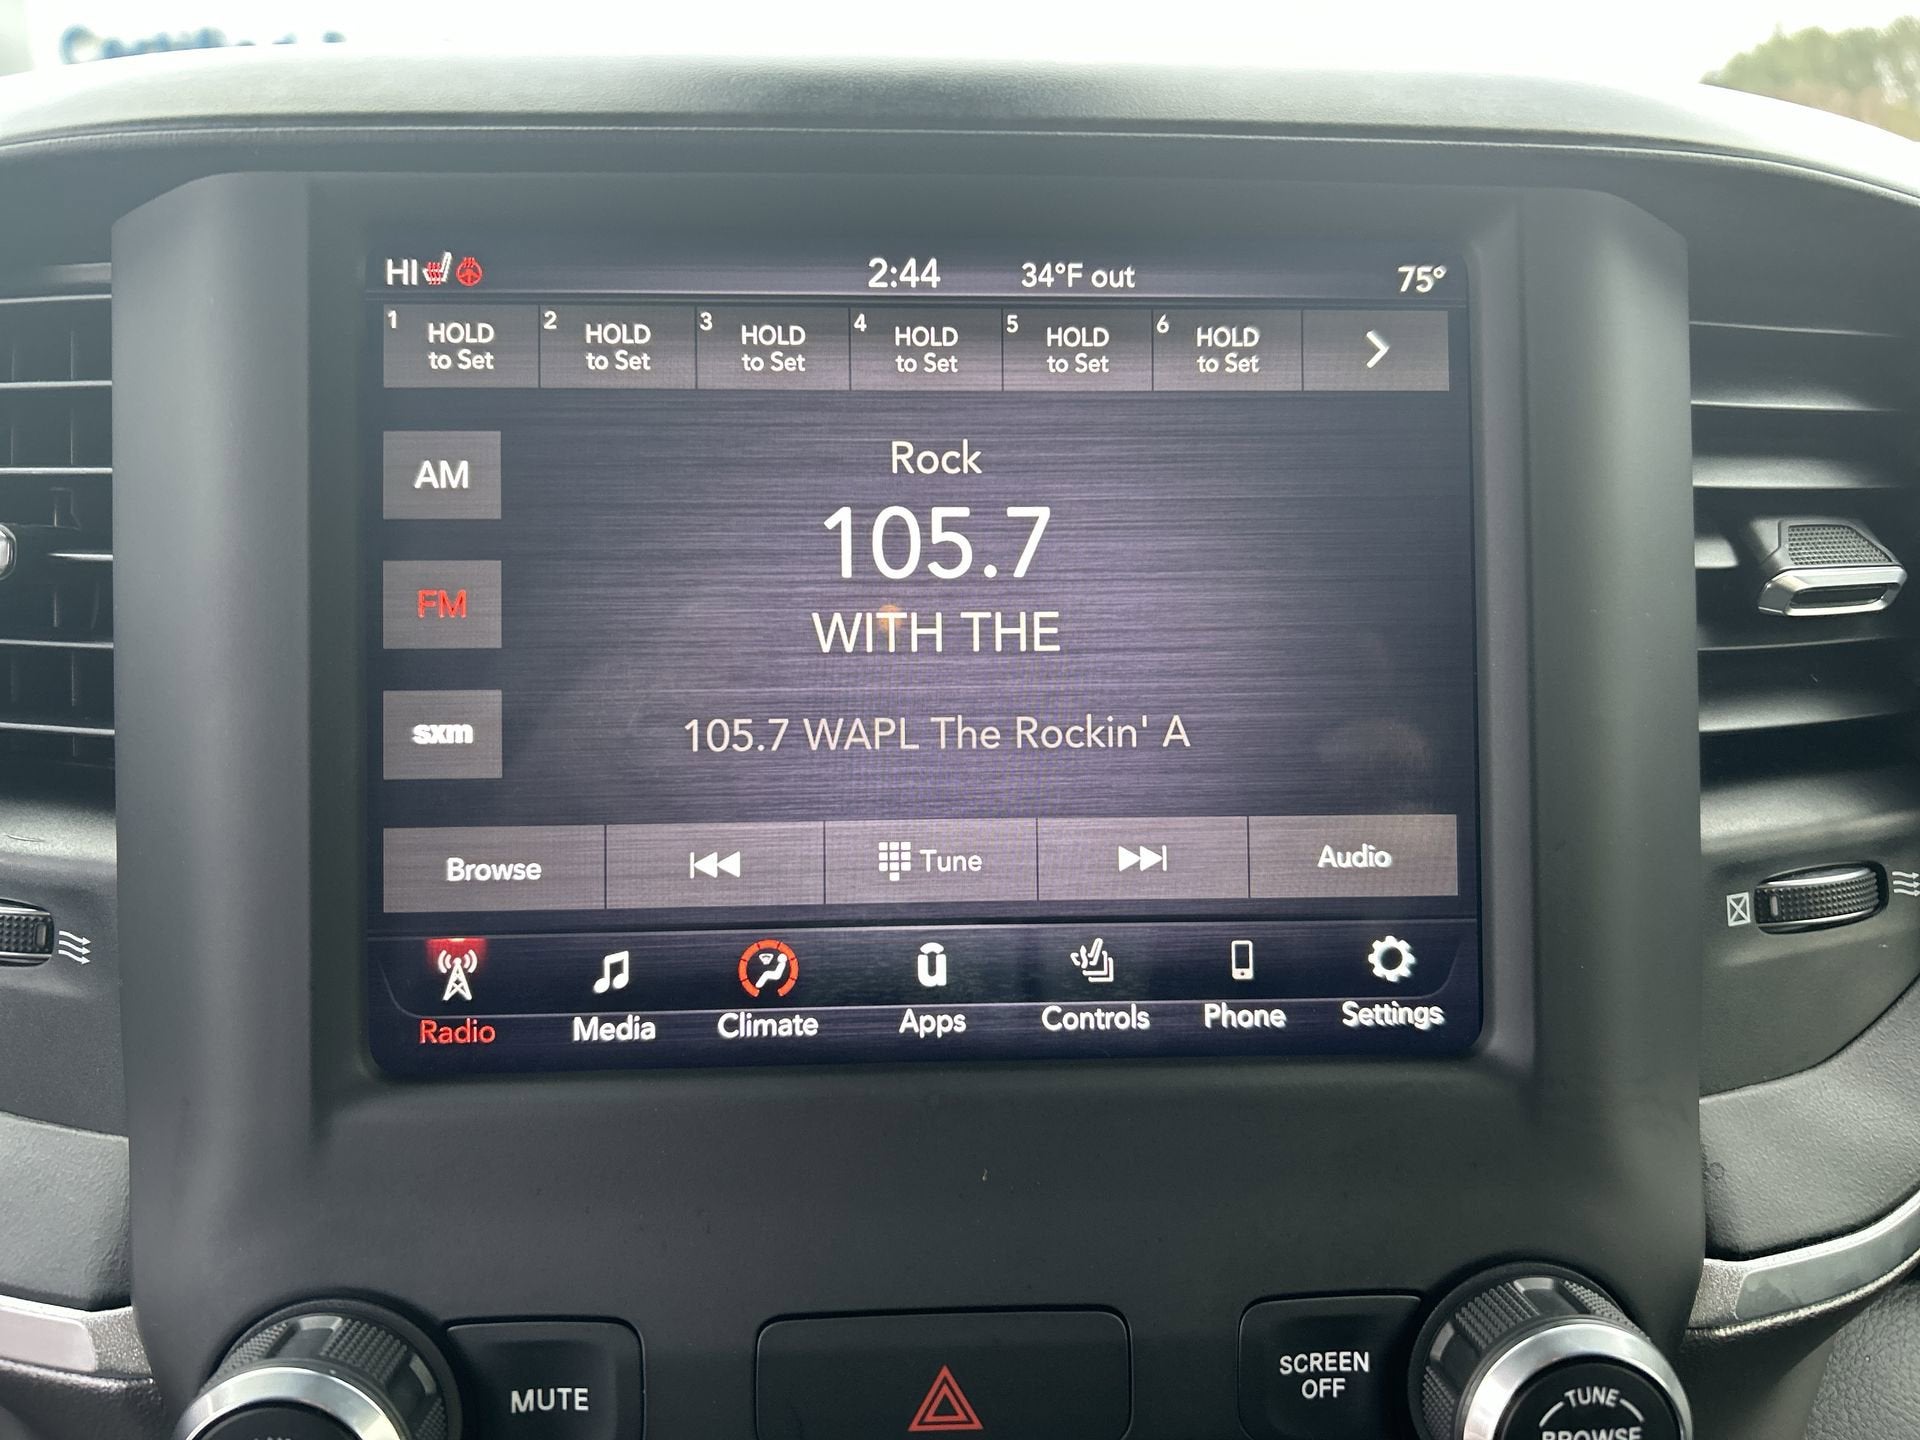 HI 2:44 34°F out 75°
1 HOLD to Set
2 HOLD to Set
3 HOLD to Set
4 HOLD to Set
5 HOLD to Set
6 HOLD to Set
AM
Rock
105.7
FM
WITH THE
sxm
105.7 WAPL The Rockin' A
Browse Tune Audio
Radio Media Climate Apps Controls Phone Settings
MUTE
SCREEN
OFF
TUNE
BROWSE